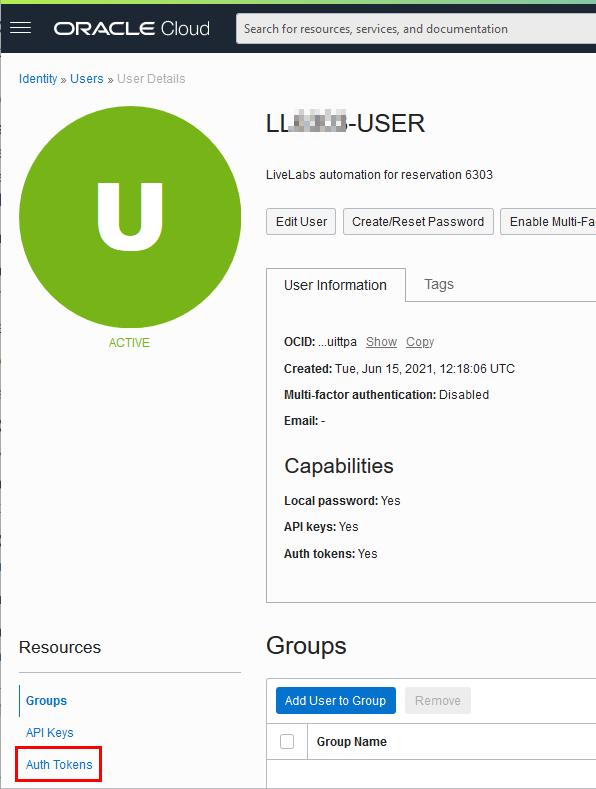 ORACLE Cloud
Search for resources, services, and documentation
Identity » Users » User Details
U
ACTIVE
LL -USER
LiveLabs automation for reservation 6303
Edit User
Create/Reset Password
Enable Multi-Fa
User Information
Tags
OCID: ...uittpa Show Copy
Created: Tue, Jun 15, 2021, 12:18:06 UTC
Multi-factor authentication: Disabled
Email: -
Capabilities
Local password: Yes
API keys: Yes
Auth tokens: Yes
Resources
Groups
API Keys
Auth Tokens
Groups
Add User to Group
Remove
Group Name